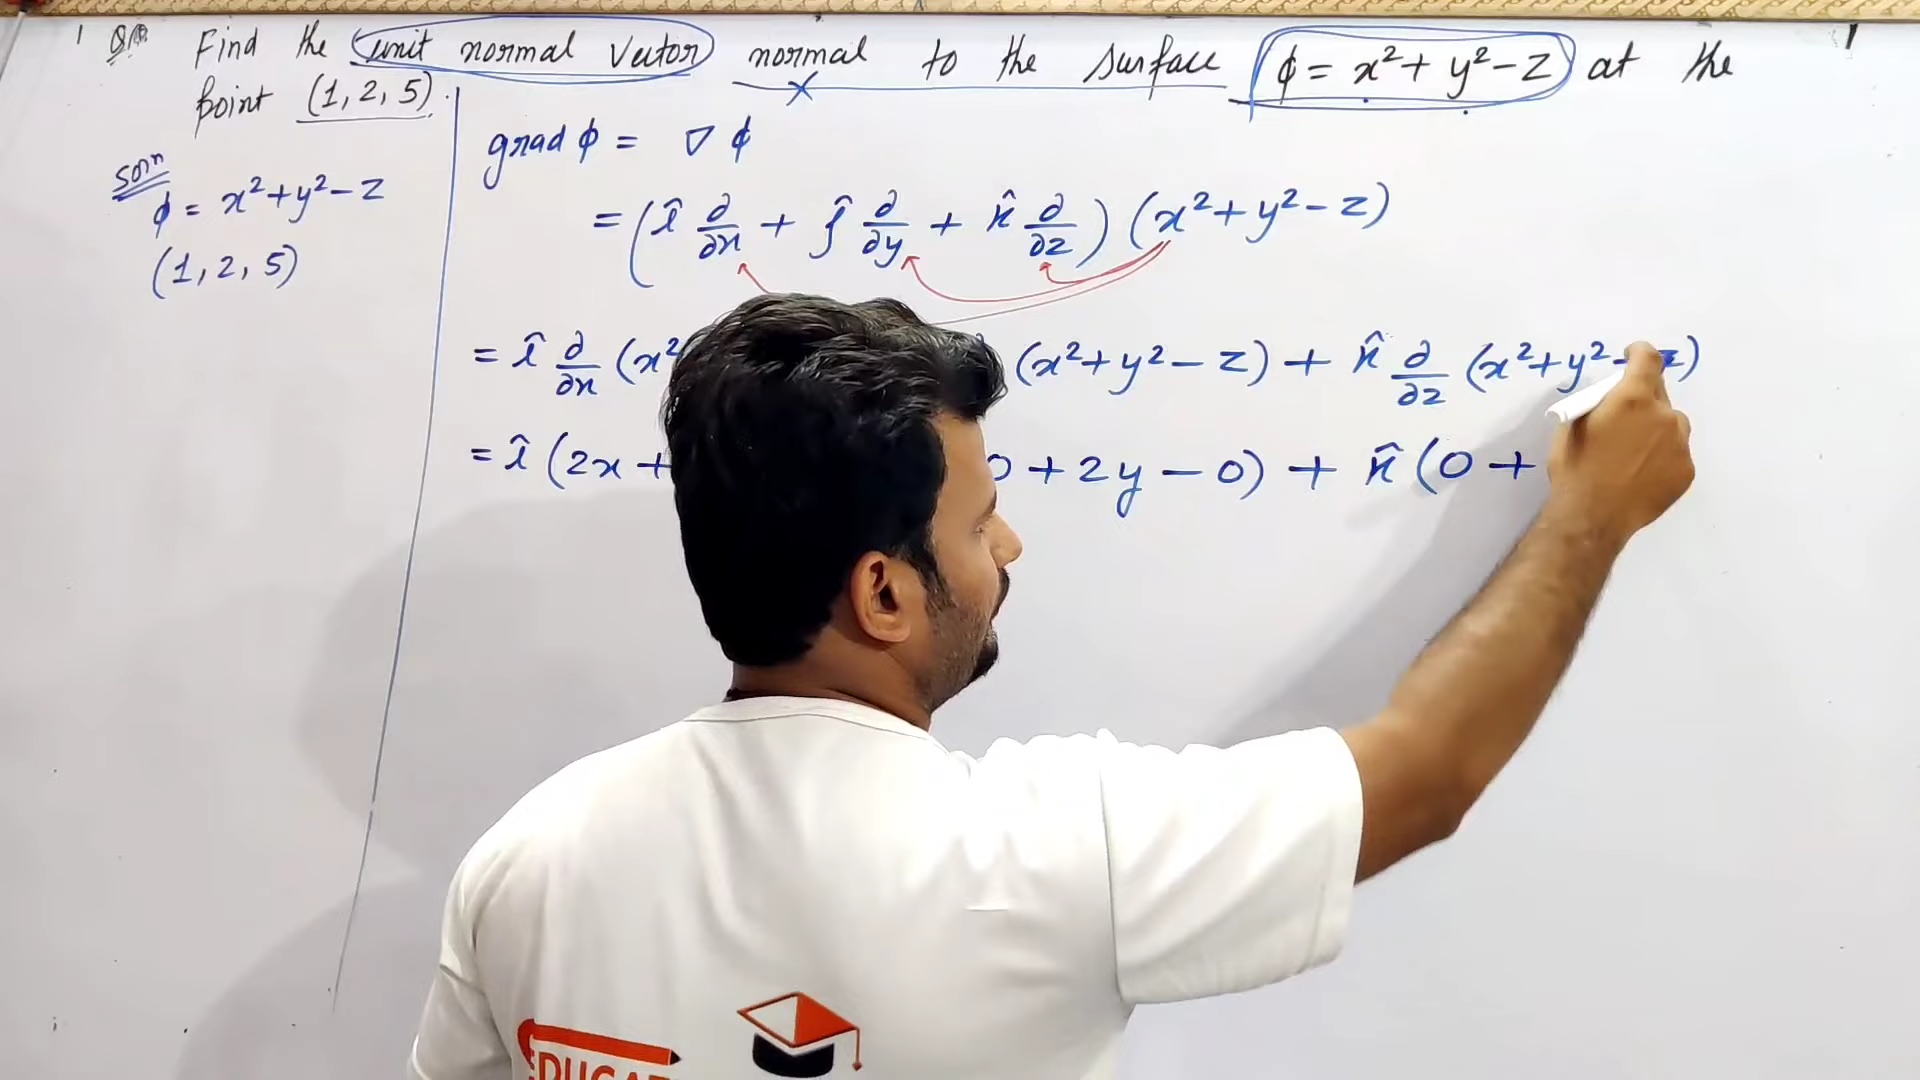 Find the unit normal vector normal to the surface ϕ = x²+ y²-z at the
point (1, 2, 5).
Solⁿ
ϕ = x²+y²-z
(1, 2, 5)
grad ϕ = ∇ ϕ
= (î ∂/∂x + ĵ ∂/∂y + k̂ ∂/∂z) (x²+y²-z)
= î ∂/∂x (x² (x²+y²-z) + k̂ ∂/∂z (x²+y²-z)
= î (2x + 0 + 2y - 0) + k̂ (0 +